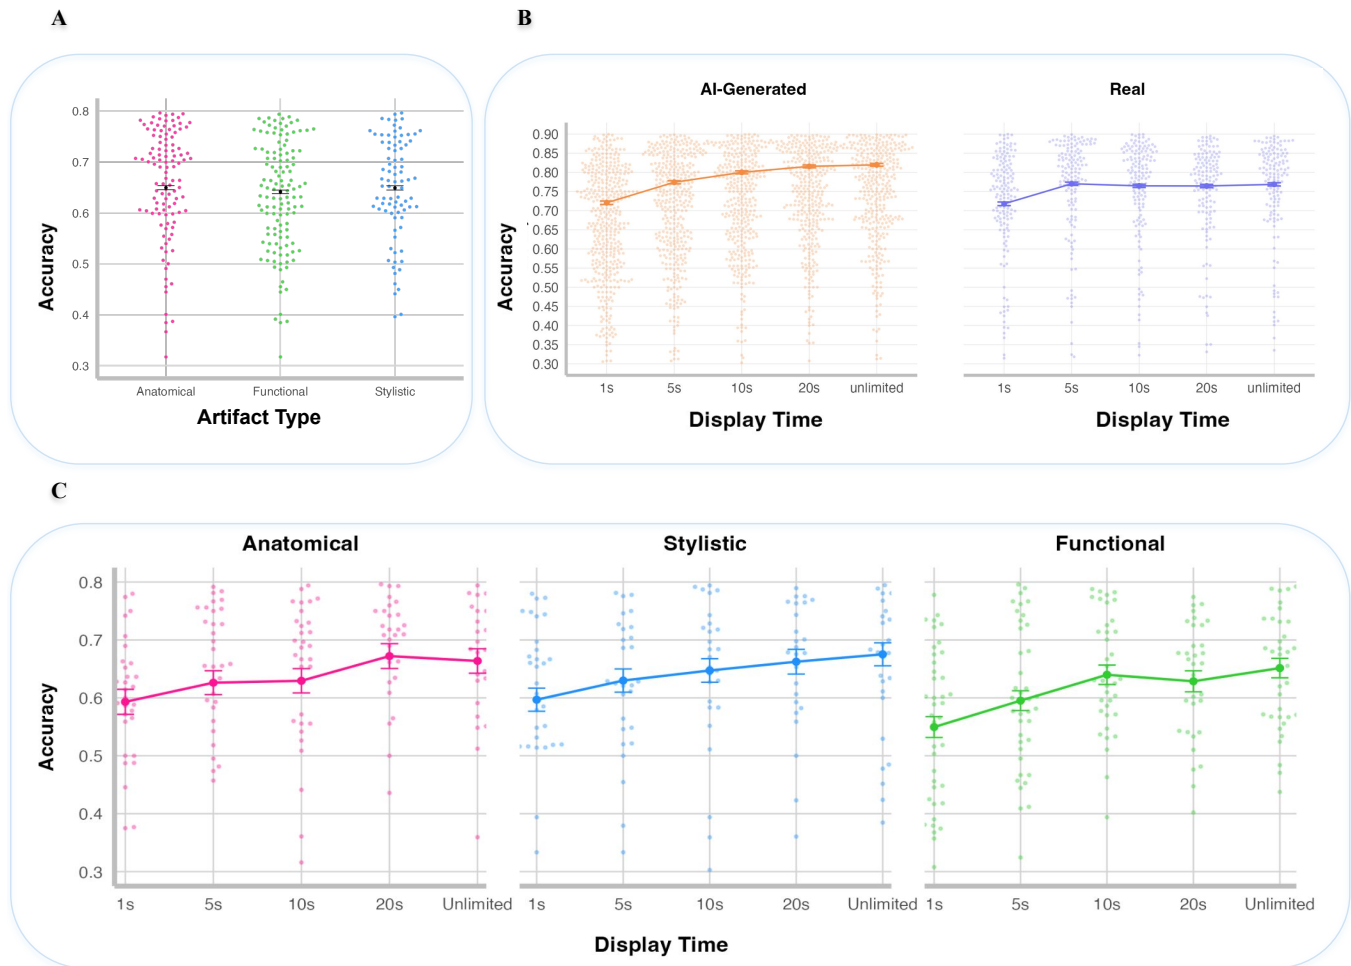 A
Accuracy
0.8
0.7
0.6
0.5
0.4
0.3
Anatomical Functional Stylistic
Artifact Type
B
AI-Generated Real
Accuracy
0.90
0.85
0.80
0.75
0.70
0.65
0.60
0.55
0.50
0.45
0.40
0.35
0.30
1s 5s 10s 20s unlimited 1s 5s 10s 20s unlimited
Display Time Display Time
C
Anatomical Stylistic Functional
Accuracy
0.8
0.7
0.6
0.5
0.4
0.3
1s 5s 10s 20s Unlimited 1s 5s 10s 20s Unlimited 1s 5s 10s 20s Unlimited
Display Time